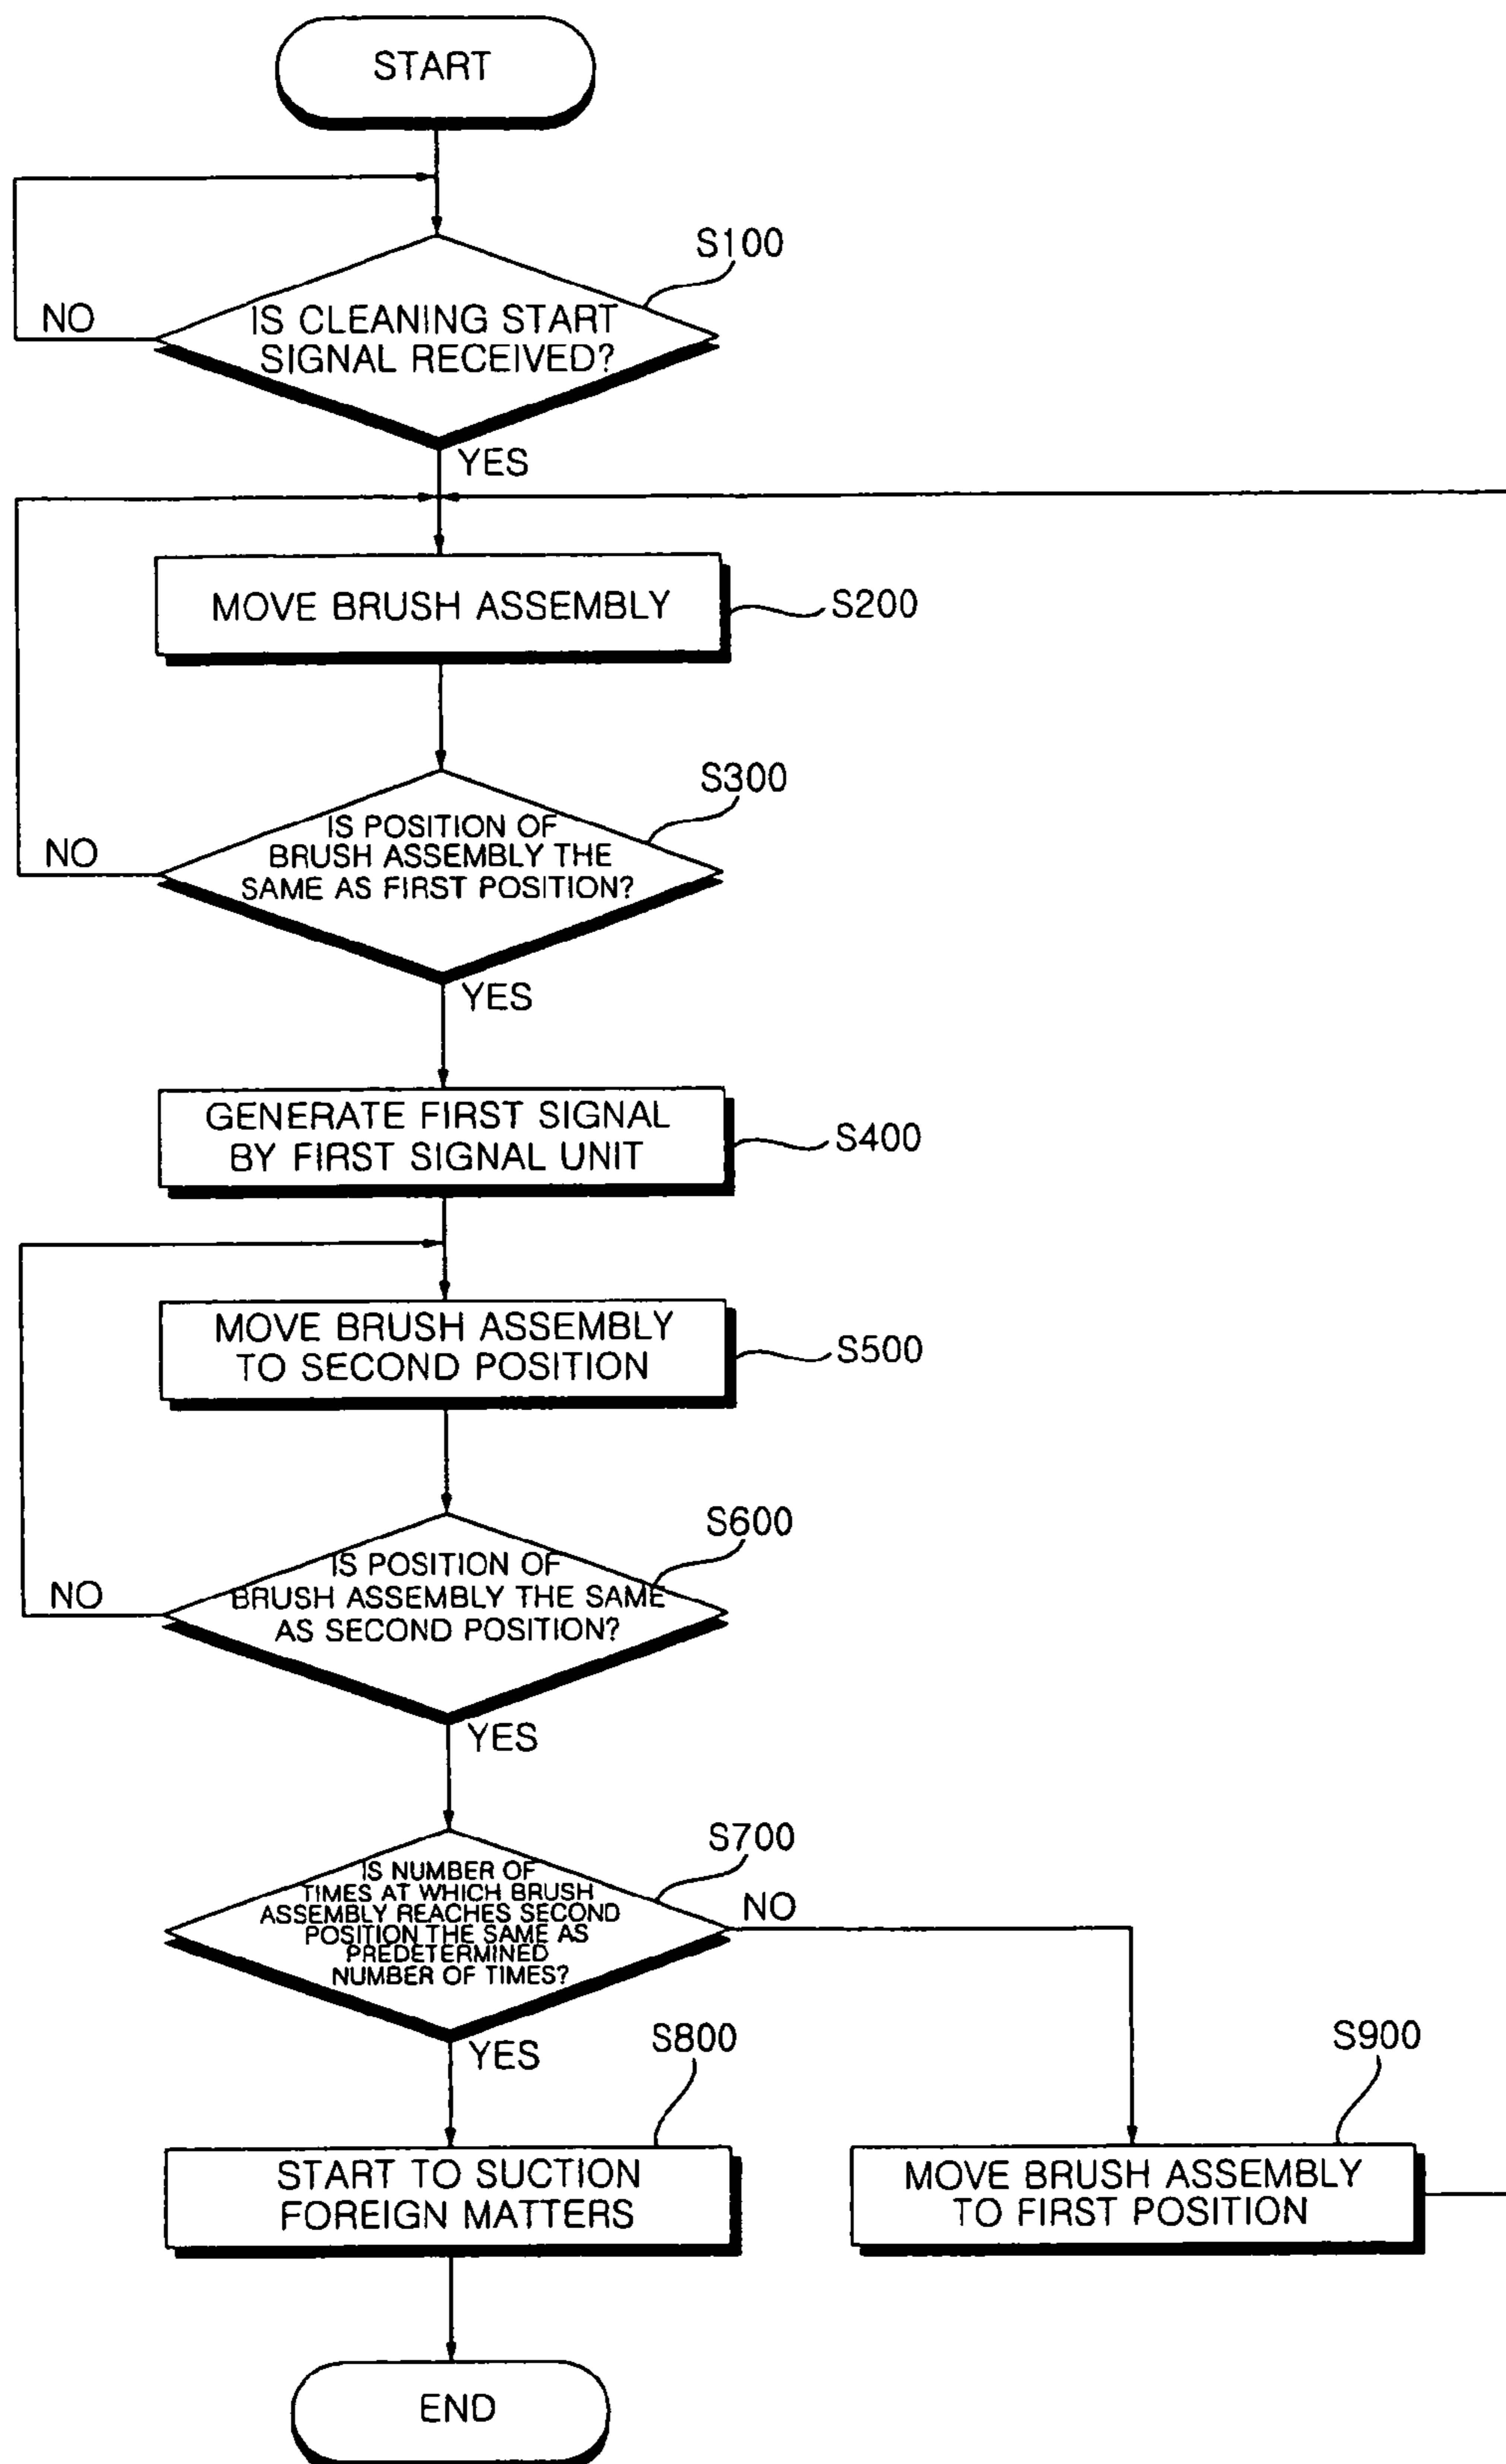 START
S100
NO
IS CLEANING START
SIGNAL RECEIVED?
YES
MOVE BRUSH ASSEMBLY
S200
S300
IS POSITION OF
BRUSH ASSEMBLY THE
SAME AS FIRST POSITION?
NO
YES
GENERATE FIRST SIGNAL
BY FIRST SIGNAL UNIT
S400
MOVE BRUSH ASSEMBLY
TO SECOND POSITION
S500
S600
IS POSITION OF
BRUSH ASSEMBLY THE SAME
AS SECOND POSITION?
NO
YES
S700
IS NUMBER OF
TIMES AT WHICH BRUSH
ASSEMBLY REACHES SECOND
POSITION THE SAME AS
PREDETERMINED
NUMBER OF TIMES?
NO
YES
S800
START TO SUCTION
FOREIGN MATTERS
S900
MOVE BRUSH ASSEMBLY
TO FIRST POSITION
END